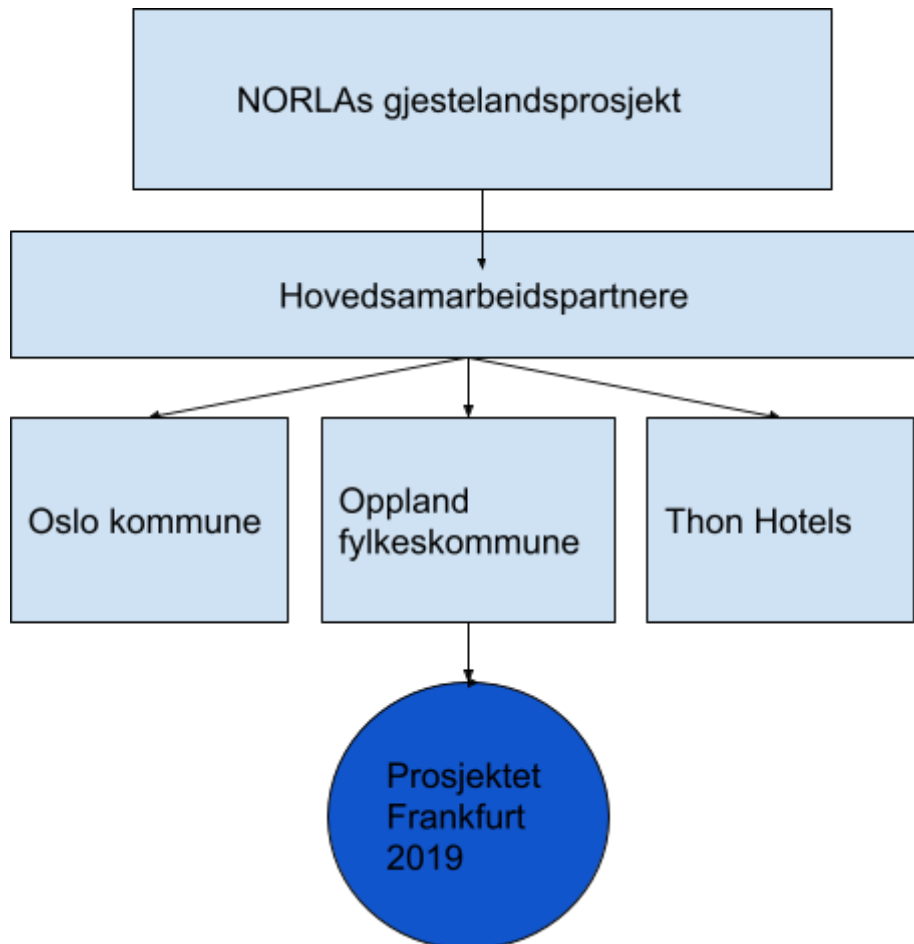 NORLAs gjestelandsprosjekt
Hovedsamarbeidspartnere
Oslo kommune
Oppland
fylkeskommune
Thon Hotels
Prosjektet
Frankfurt
2019